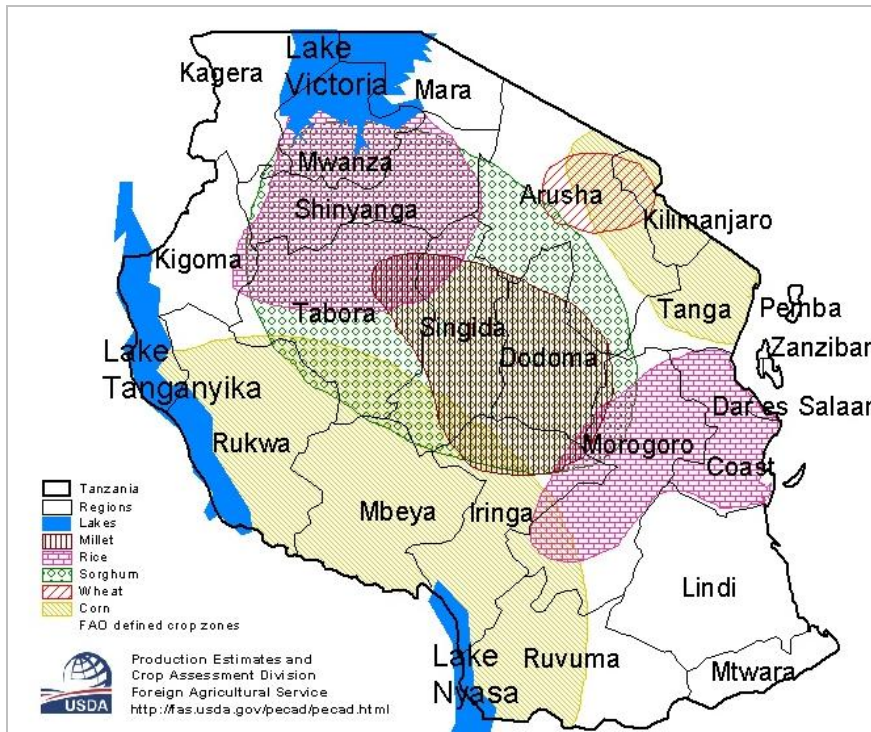 Lake
Victoria
Kagera
Mara
Mwanza
Shinyanga
Arusha
Kilimanjaro
Kigoma
Tabora
Singida
Dodoma
Tanga
Pemba
Zanzibar
Lake
Tanganyika
Rukwa
Dar es Salaar
Morogoro
Coast
Mbeya
Iringa
Lindi
Ruvuma
Mtwara
Lake
Nyasa
Tanzania
Regions
Lakes
Millet
Rice
Sorghum
Wheat
Corn
FAO defined crop zones
USDA
Production Estimates and
Crop Assessment Division
Foreign Agricultural Service
http://fas.usda.gov/pecad/pecad.html